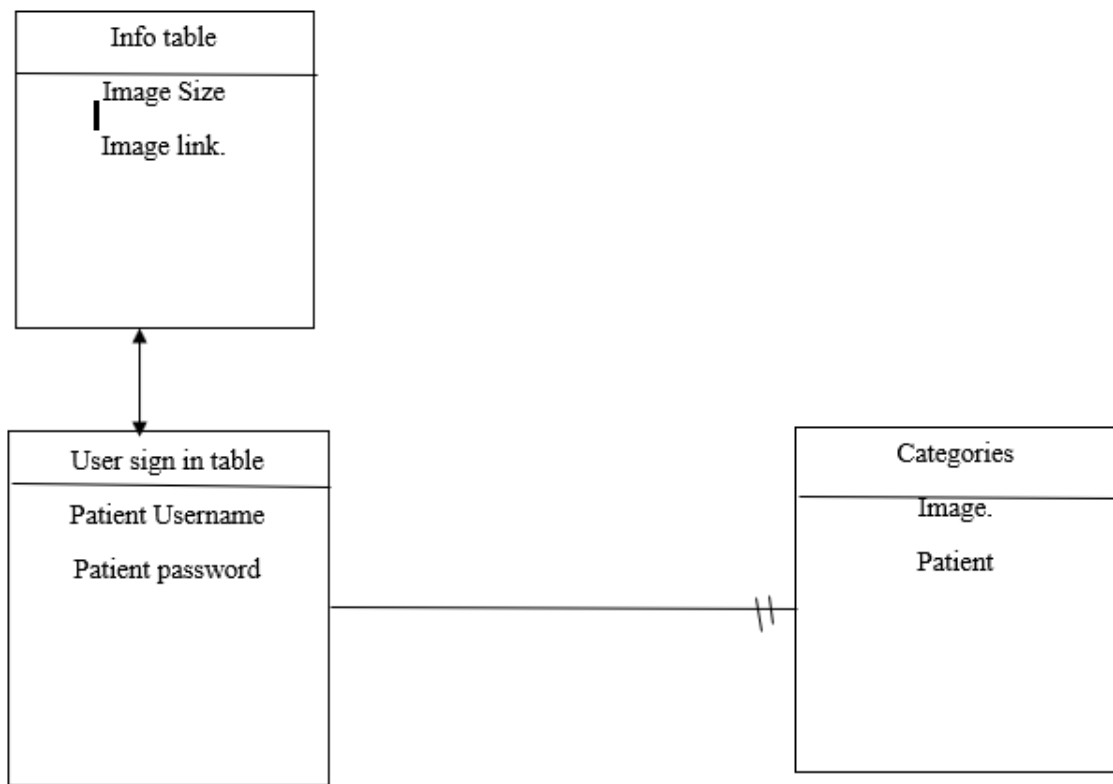 Info table
Image Size
Image link.
User sign in table
Patient Username
Patient password
Categories
Image.
Patient